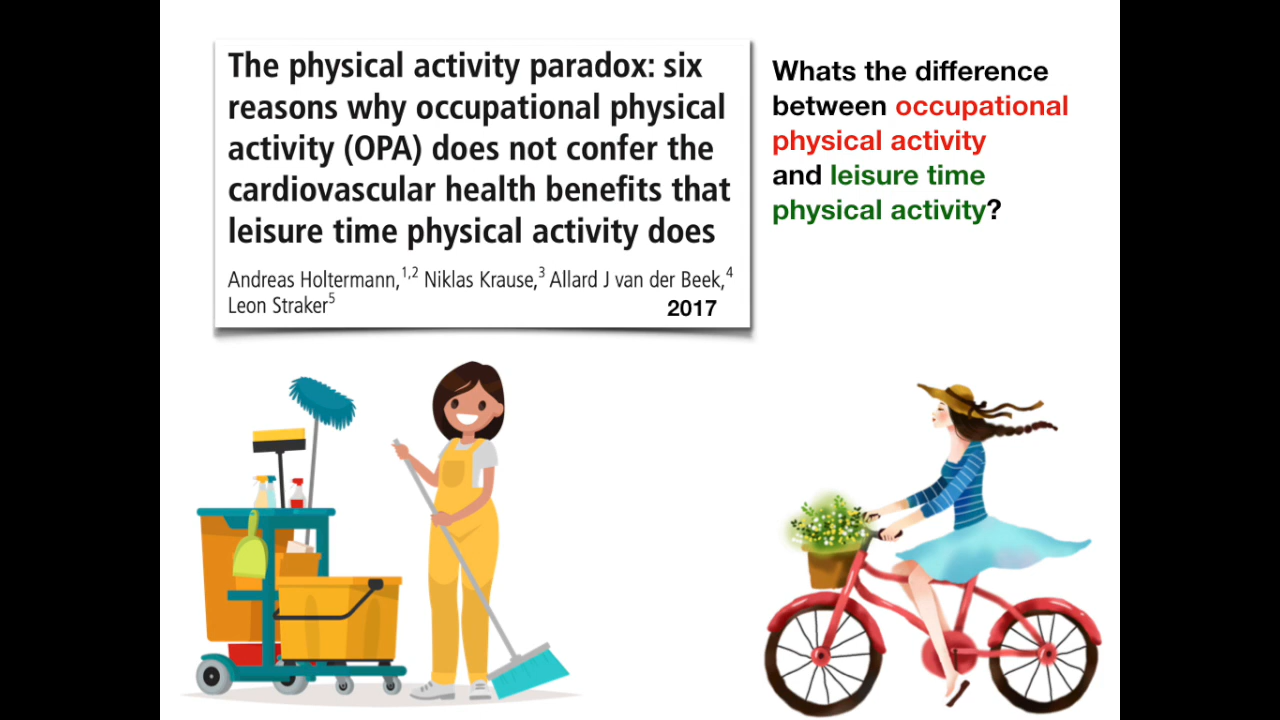 The physical activity paradox: six
reasons why occupational physical
activity (OPA) does not confer the
cardiovascular health benefits that
leisure time physical activity does
Andreas Holtermann,1,2 Niklas Krause,3 Allard J van der Beek,4
Leon Straker5
2017
Whats the difference
between occupational
physical activity
and leisure time
physical activity?